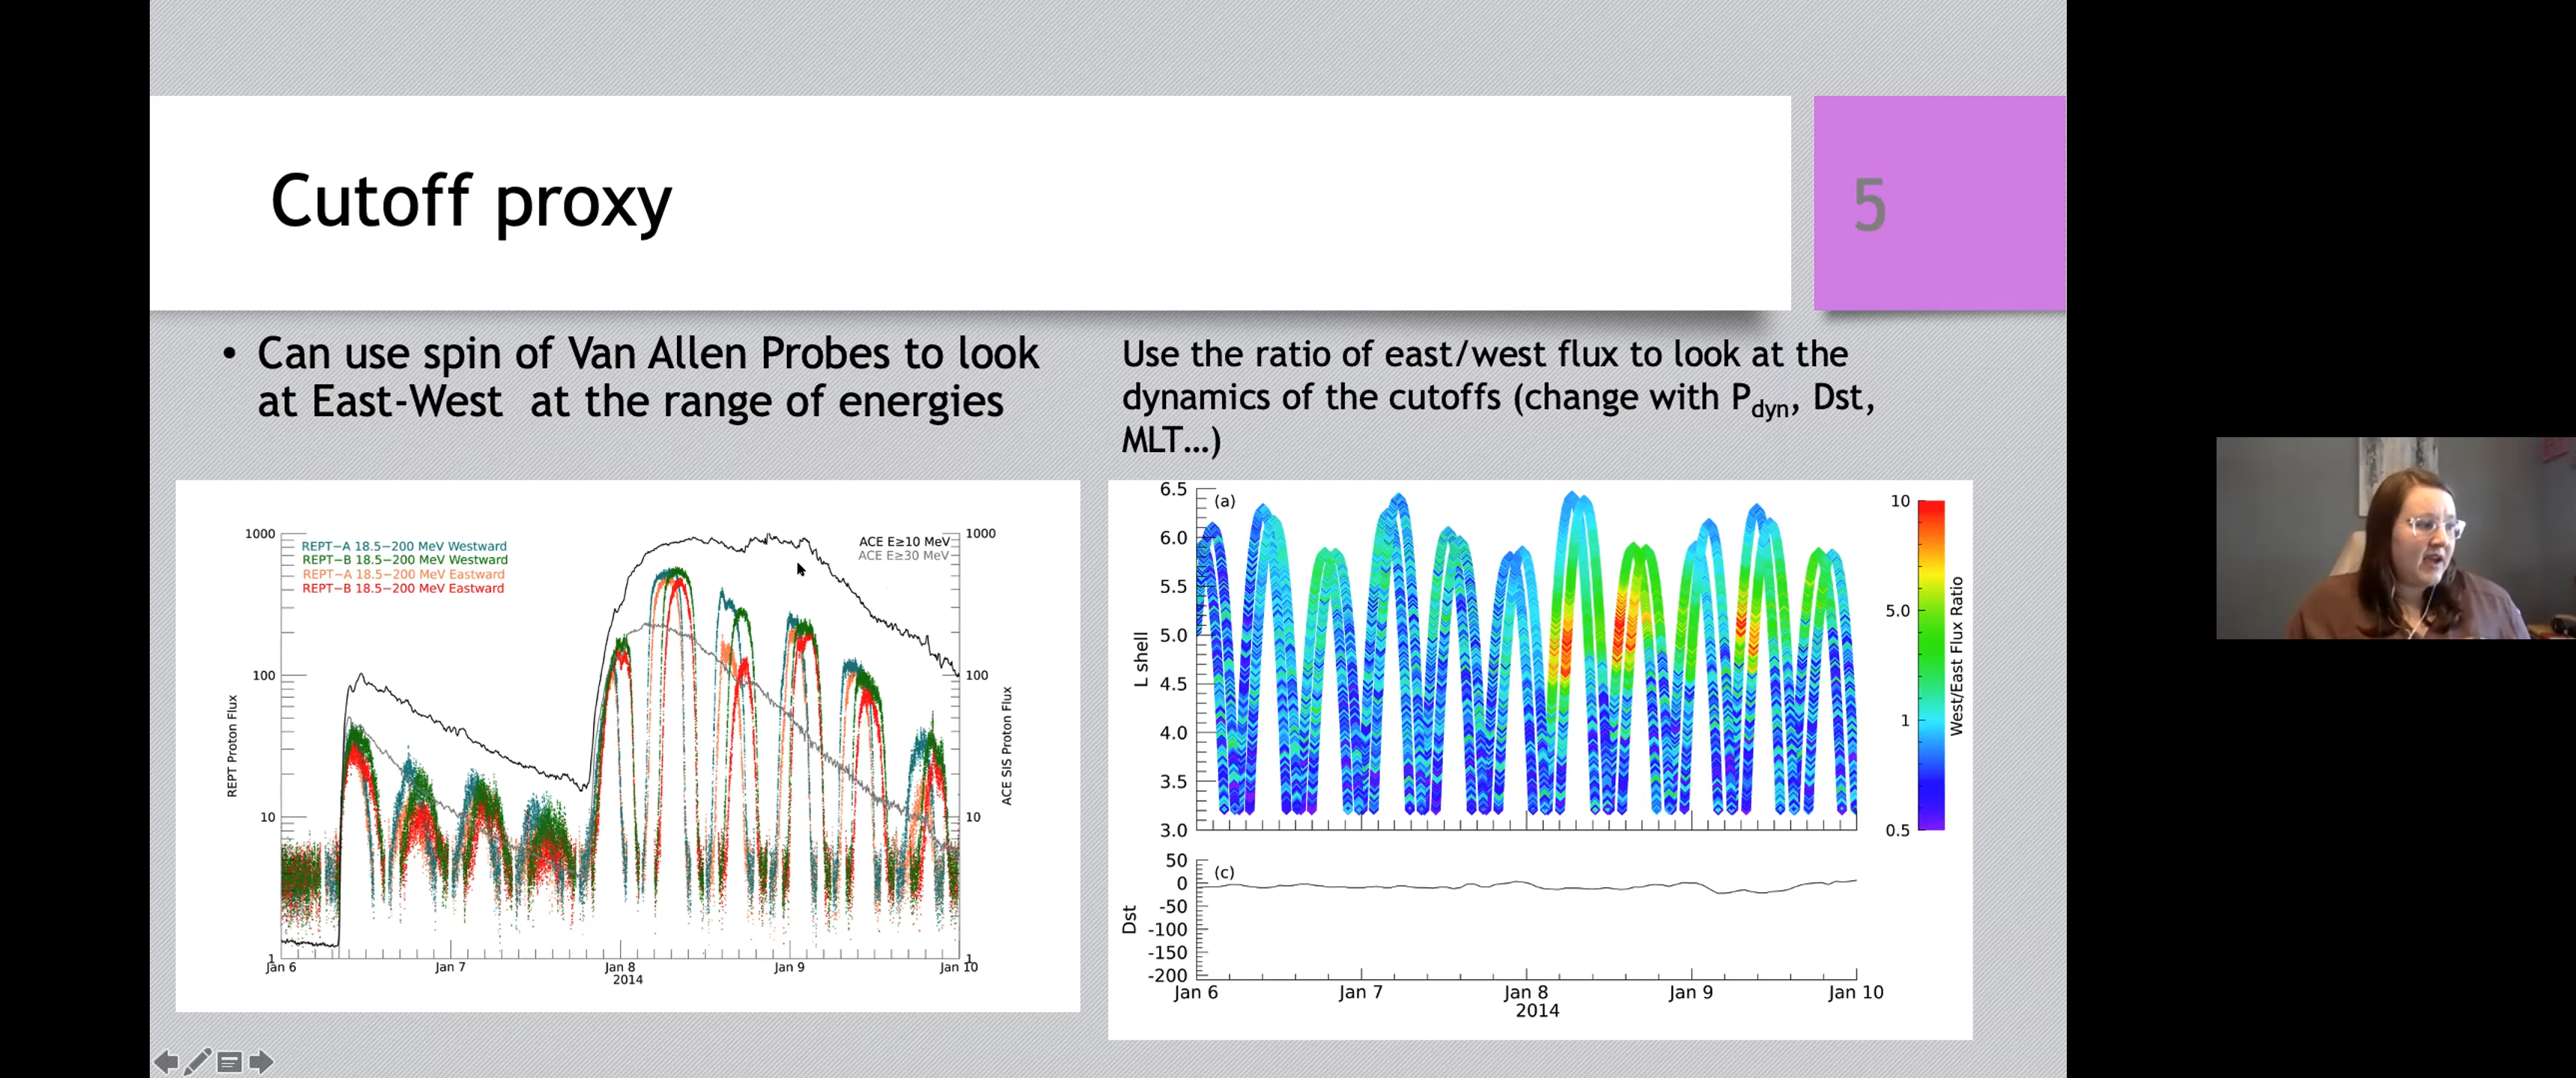 Cutoff proxy
5
• Can use spin of Van Allen Probes to look
at East-West at the range of energies
Use the ratio of east/west flux to look at the
dynamics of the cutoffs (change with Pdyn, Dst,
MLT...)
1000
100
10
1
REPT Proton Flux
REPT−A 18.5−200 MeV Westward
REPT−B 18.5−200 MeV Westward
REPT−A 18.5−200 MeV Eastward
REPT−B 18.5−200 MeV Eastward
ACE E≥10 MeV
ACE E≥30 MeV
1000
100
10
1
ACE SIS Proton Flux
Jan 6
Jan 7
Jan 8
Jan 9
Jan 10
2014
(a)
6.5
6.0
5.5
5.0
4.5
4.0
3.5
3.0
L shell
10
5.0
1
0.5
West/East Flux Ratio
(c)
50
0
-50
-100
-150
-200
Dst
Jan 6
Jan 7
Jan 8
Jan 9
Jan 10
2014